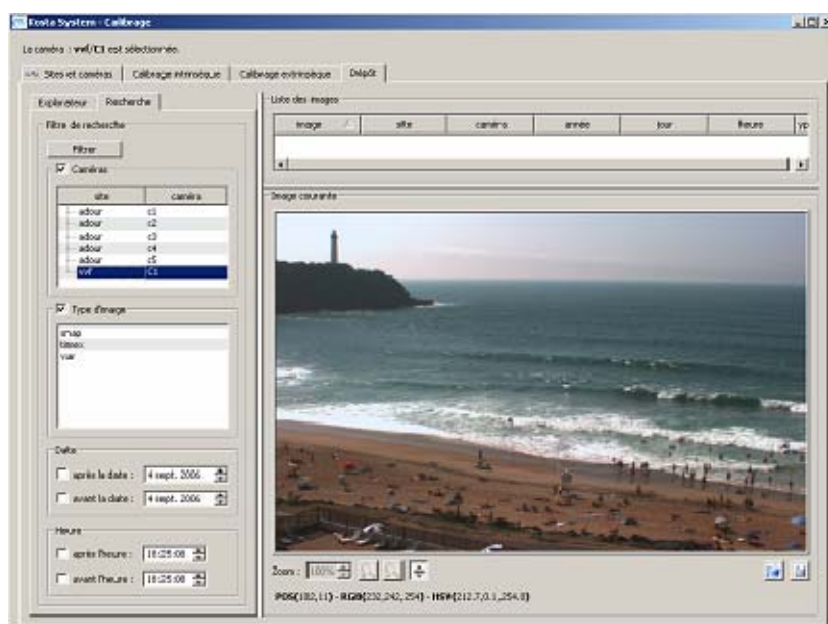 Kosta System - Calibrage
La caméra : vvf/C1 est sélectionnée.
Sites et caméras
Calibrage intrinsèque
Calibrage extrinsèque
Dépôt
Explorateur
Recherche
Filtre de recherche
Filtrer
Caméras
site caméra
adour c1
adour c2
adour c3
adour c4
adour c5
vvf C1
Type d'image
snap
timex
var
Date
après la date : 4 sept. 2006
avant la date : 4 sept. 2006
Heure
après l'heure : 18:25:08
avant l'heure : 18:25:08
Liste des images
image site caméra année jour heure yp
Image courante
Zoom : 100%
POS(182,11) - RGB(232,242,254) - HSV(212.7,0.1,254.0)